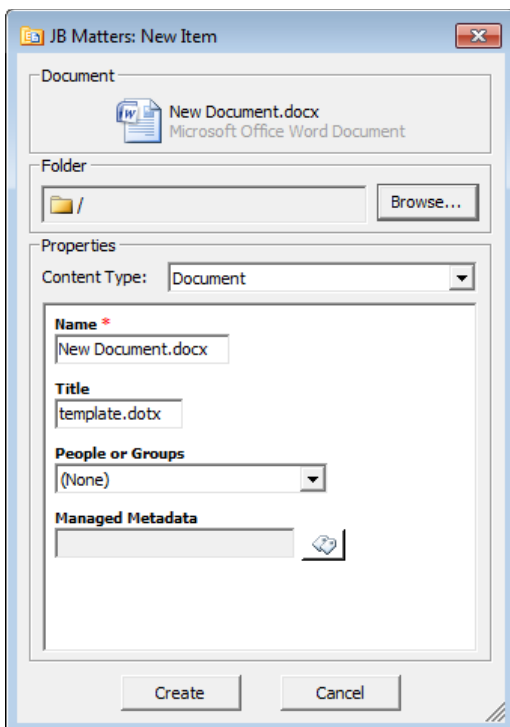 JB Matters: New Item
Document
New Document.docx
Microsoft Office Word Document
Folder
/
Browse...
Properties
Content Type: Document
Name *
New Document.docx
Title
template.dotx
People or Groups
(None)
Managed Metadata
Create Cancel